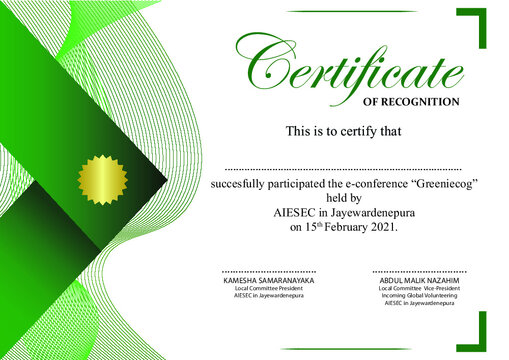 Certificate
OF RECOGNITION
This is to certify that
................................................................................
succesfully participated the e-conference “Greeniecog”
held by
AIESEC in Jayewardenepura
on 15th February 2021.
................................ ................................
KAMESHA SAMARANAYAKA
Local Committee President
AIESEC in Jayewardenepura
ABDUL MALIK NAZAHIM
Local Committee Vice-President
Incoming Global Volunteering
AIESEC in Jayewardenepura